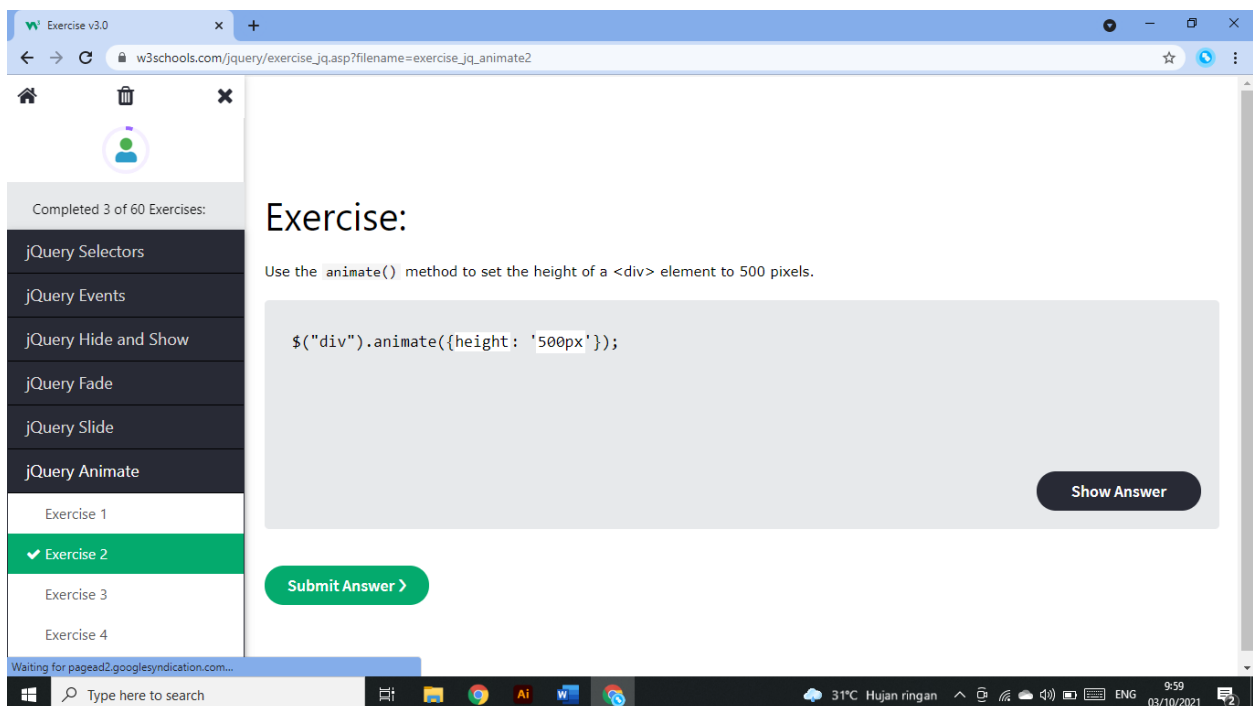 Exercise v3.0
w3schools.com/jquery/exercise_jq.asp?filename=exercise_jq_animate2
Completed 3 of 60 Exercises:
jQuery Selectors
jQuery Events
jQuery Hide and Show
jQuery Fade
jQuery Slide
jQuery Animate
Exercise 1
Exercise 2
Exercise 3
Exercise 4
Exercise:
Use the animate() method to set the height of a <div> element to 500 pixels.
$("div").animate({height: '500px'});
Show Answer
Submit Answer ❯
Waiting for pagead2.googlesyndication.com...
Type here to search
Ai
W
31°C Hujan ringan
ENG
9:59
03/10/2021
2